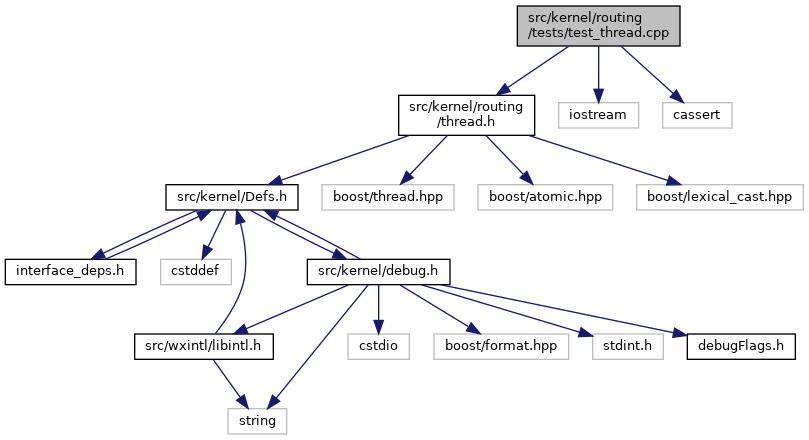 src/kernel/routing
/tests/test_thread.cpp
src/kernel/routing
/thread.h
iostream
cassert
src/kernel/Defs.h
boost/thread.hpp
boost/atomic.hpp
boost/lexical_cast.hpp
interface_deps.h
cstddef
src/kernel/debug.h
src/wxintl/libintl.h
cstdio
boost/format.hpp
stdint.h
debugFlags.h
string